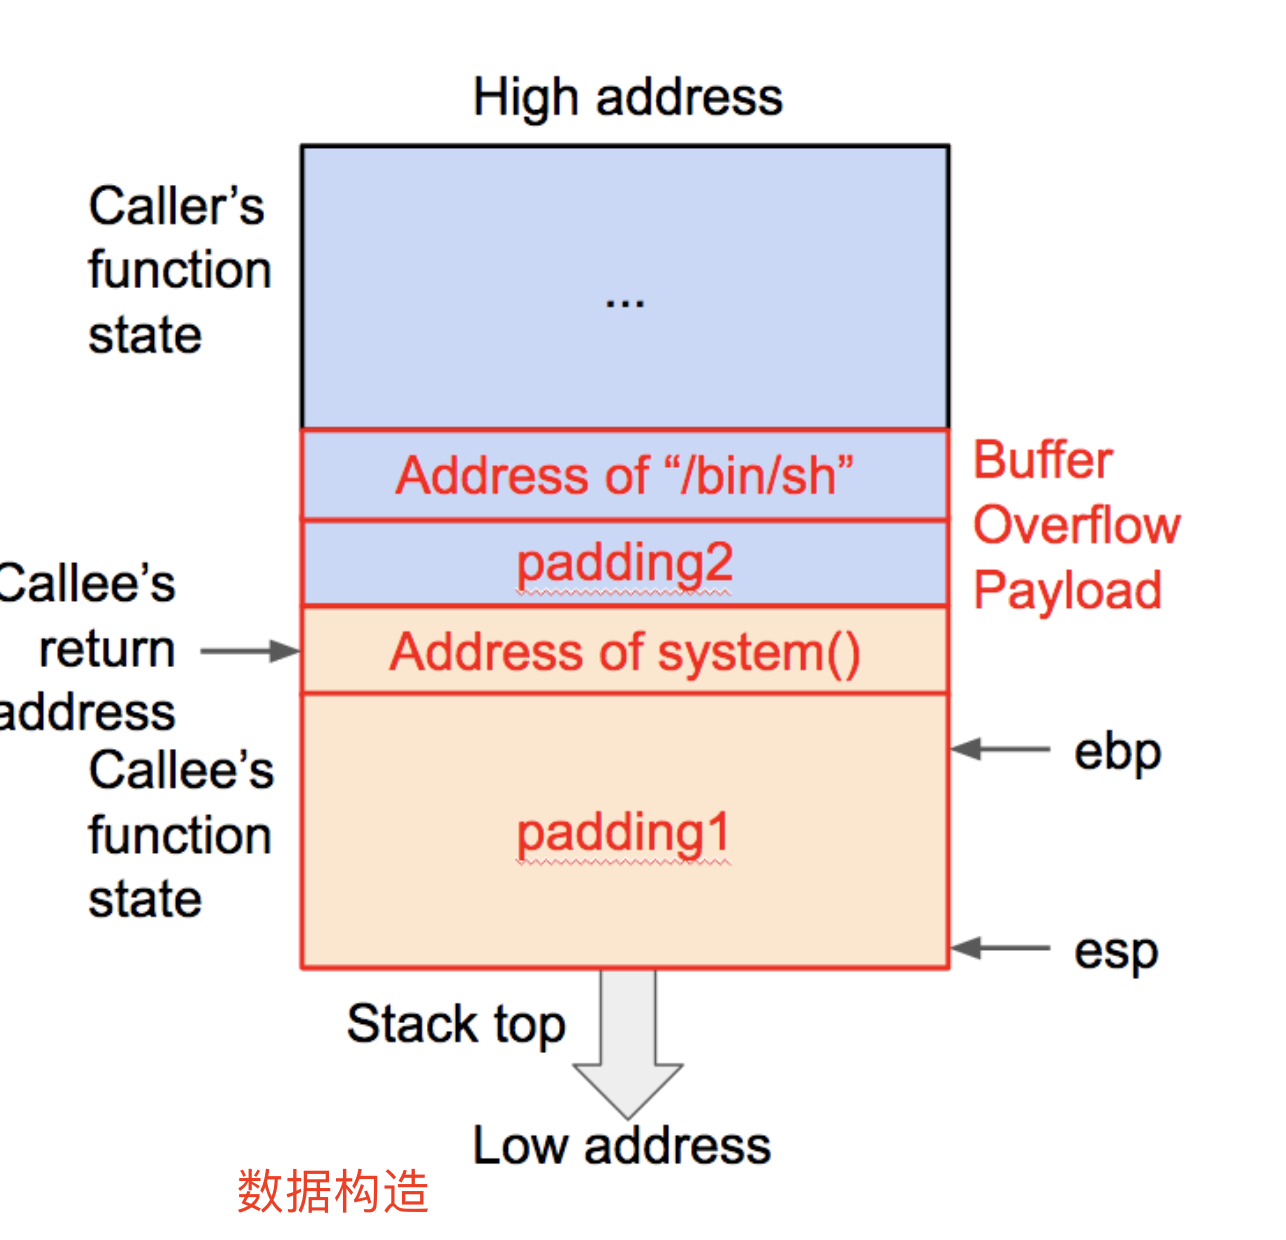 High address
Caller’s
function
state
...
Address of “/bin/sh”
Buffer
Overflow
Payload
padding2
Callee’s
return
address
Address of system()
ebp
Callee’s
function
state
padding1
esp
Stack top
Low address
数据构造